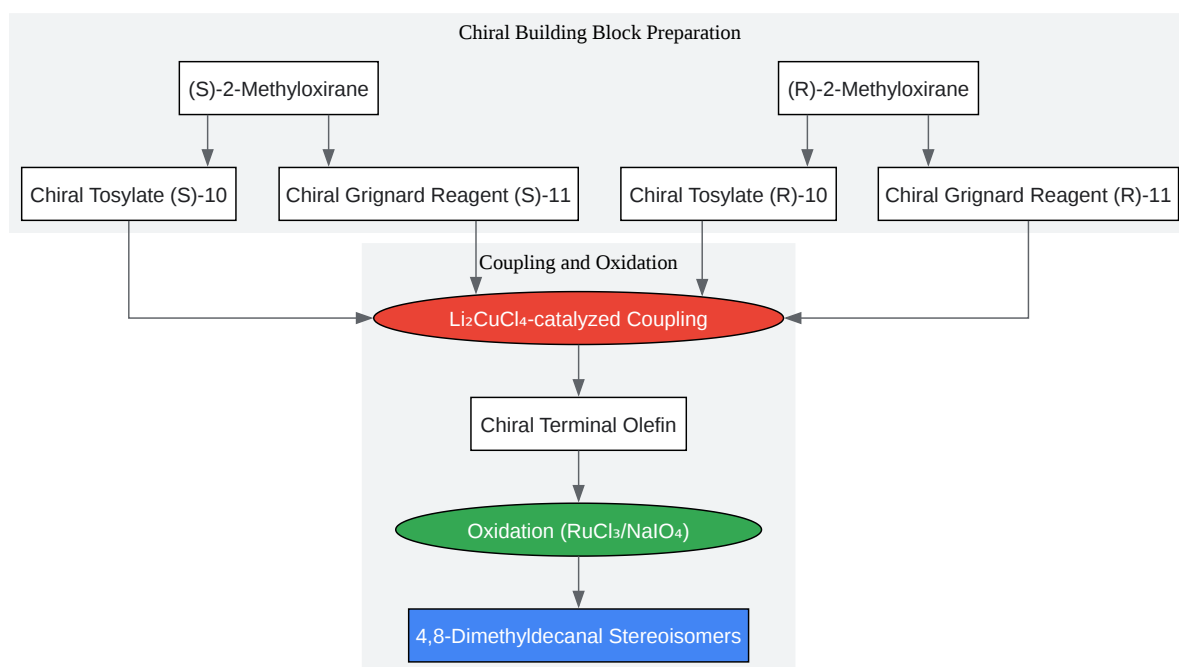 Chiral Building Block Preparation
(S)-2-Methyloxirane
(R)-2-Methyloxirane
Chiral Tosylate (S)-10
Chiral Grignard Reagent (S)-11
Chiral Tosylate (R)-10
Chiral Grignard Reagent (R)-11
Coupling and Oxidation
Li₂CuCl₄-catalyzed Coupling
Chiral Terminal Olefin
Oxidation (RuCl₃/NaIO₄)
4,8-Dimethyldecanal Stereoisomers